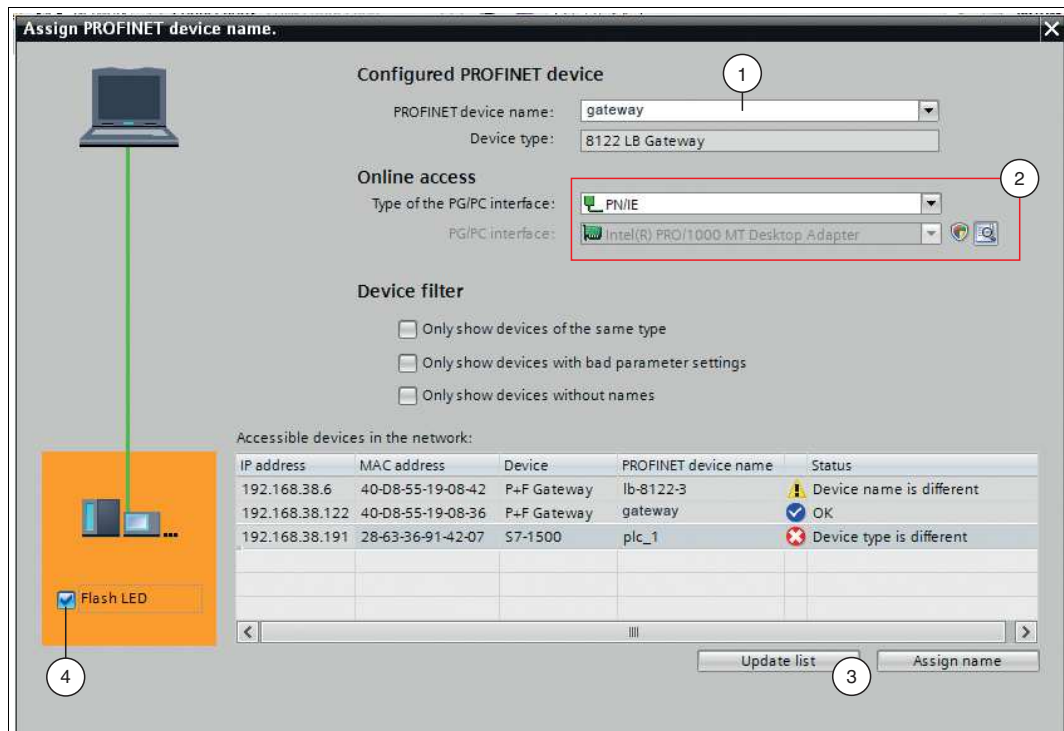 Assign PROFINET device name.
Configured PROFINET device
1
PROFINET device name: gateway
Device type: 8122 LB Gateway
Online access
2
Type of the PG/PC interface: PN/IE
PG/PC interface: Intel(R) PRO/1000 MT Desktop Adapter
Device filter
Only show devices of the same type
Only show devices with bad parameter settings
Only show devices without names
Accessible devices in the network:
IP address MAC address Device PROFINET device name Status
192.168.38.6 40-D8-55-19-08-42 P+F Gateway lb-8122-3 Device name is different
192.168.38.122 40-D8-55-19-08-36 P+F Gateway gateway OK
192.168.38.191 28-63-36-91-42-07 S7-1500 plc_1 Device type is different
...
Flash LED
Update list Assign name
4
3